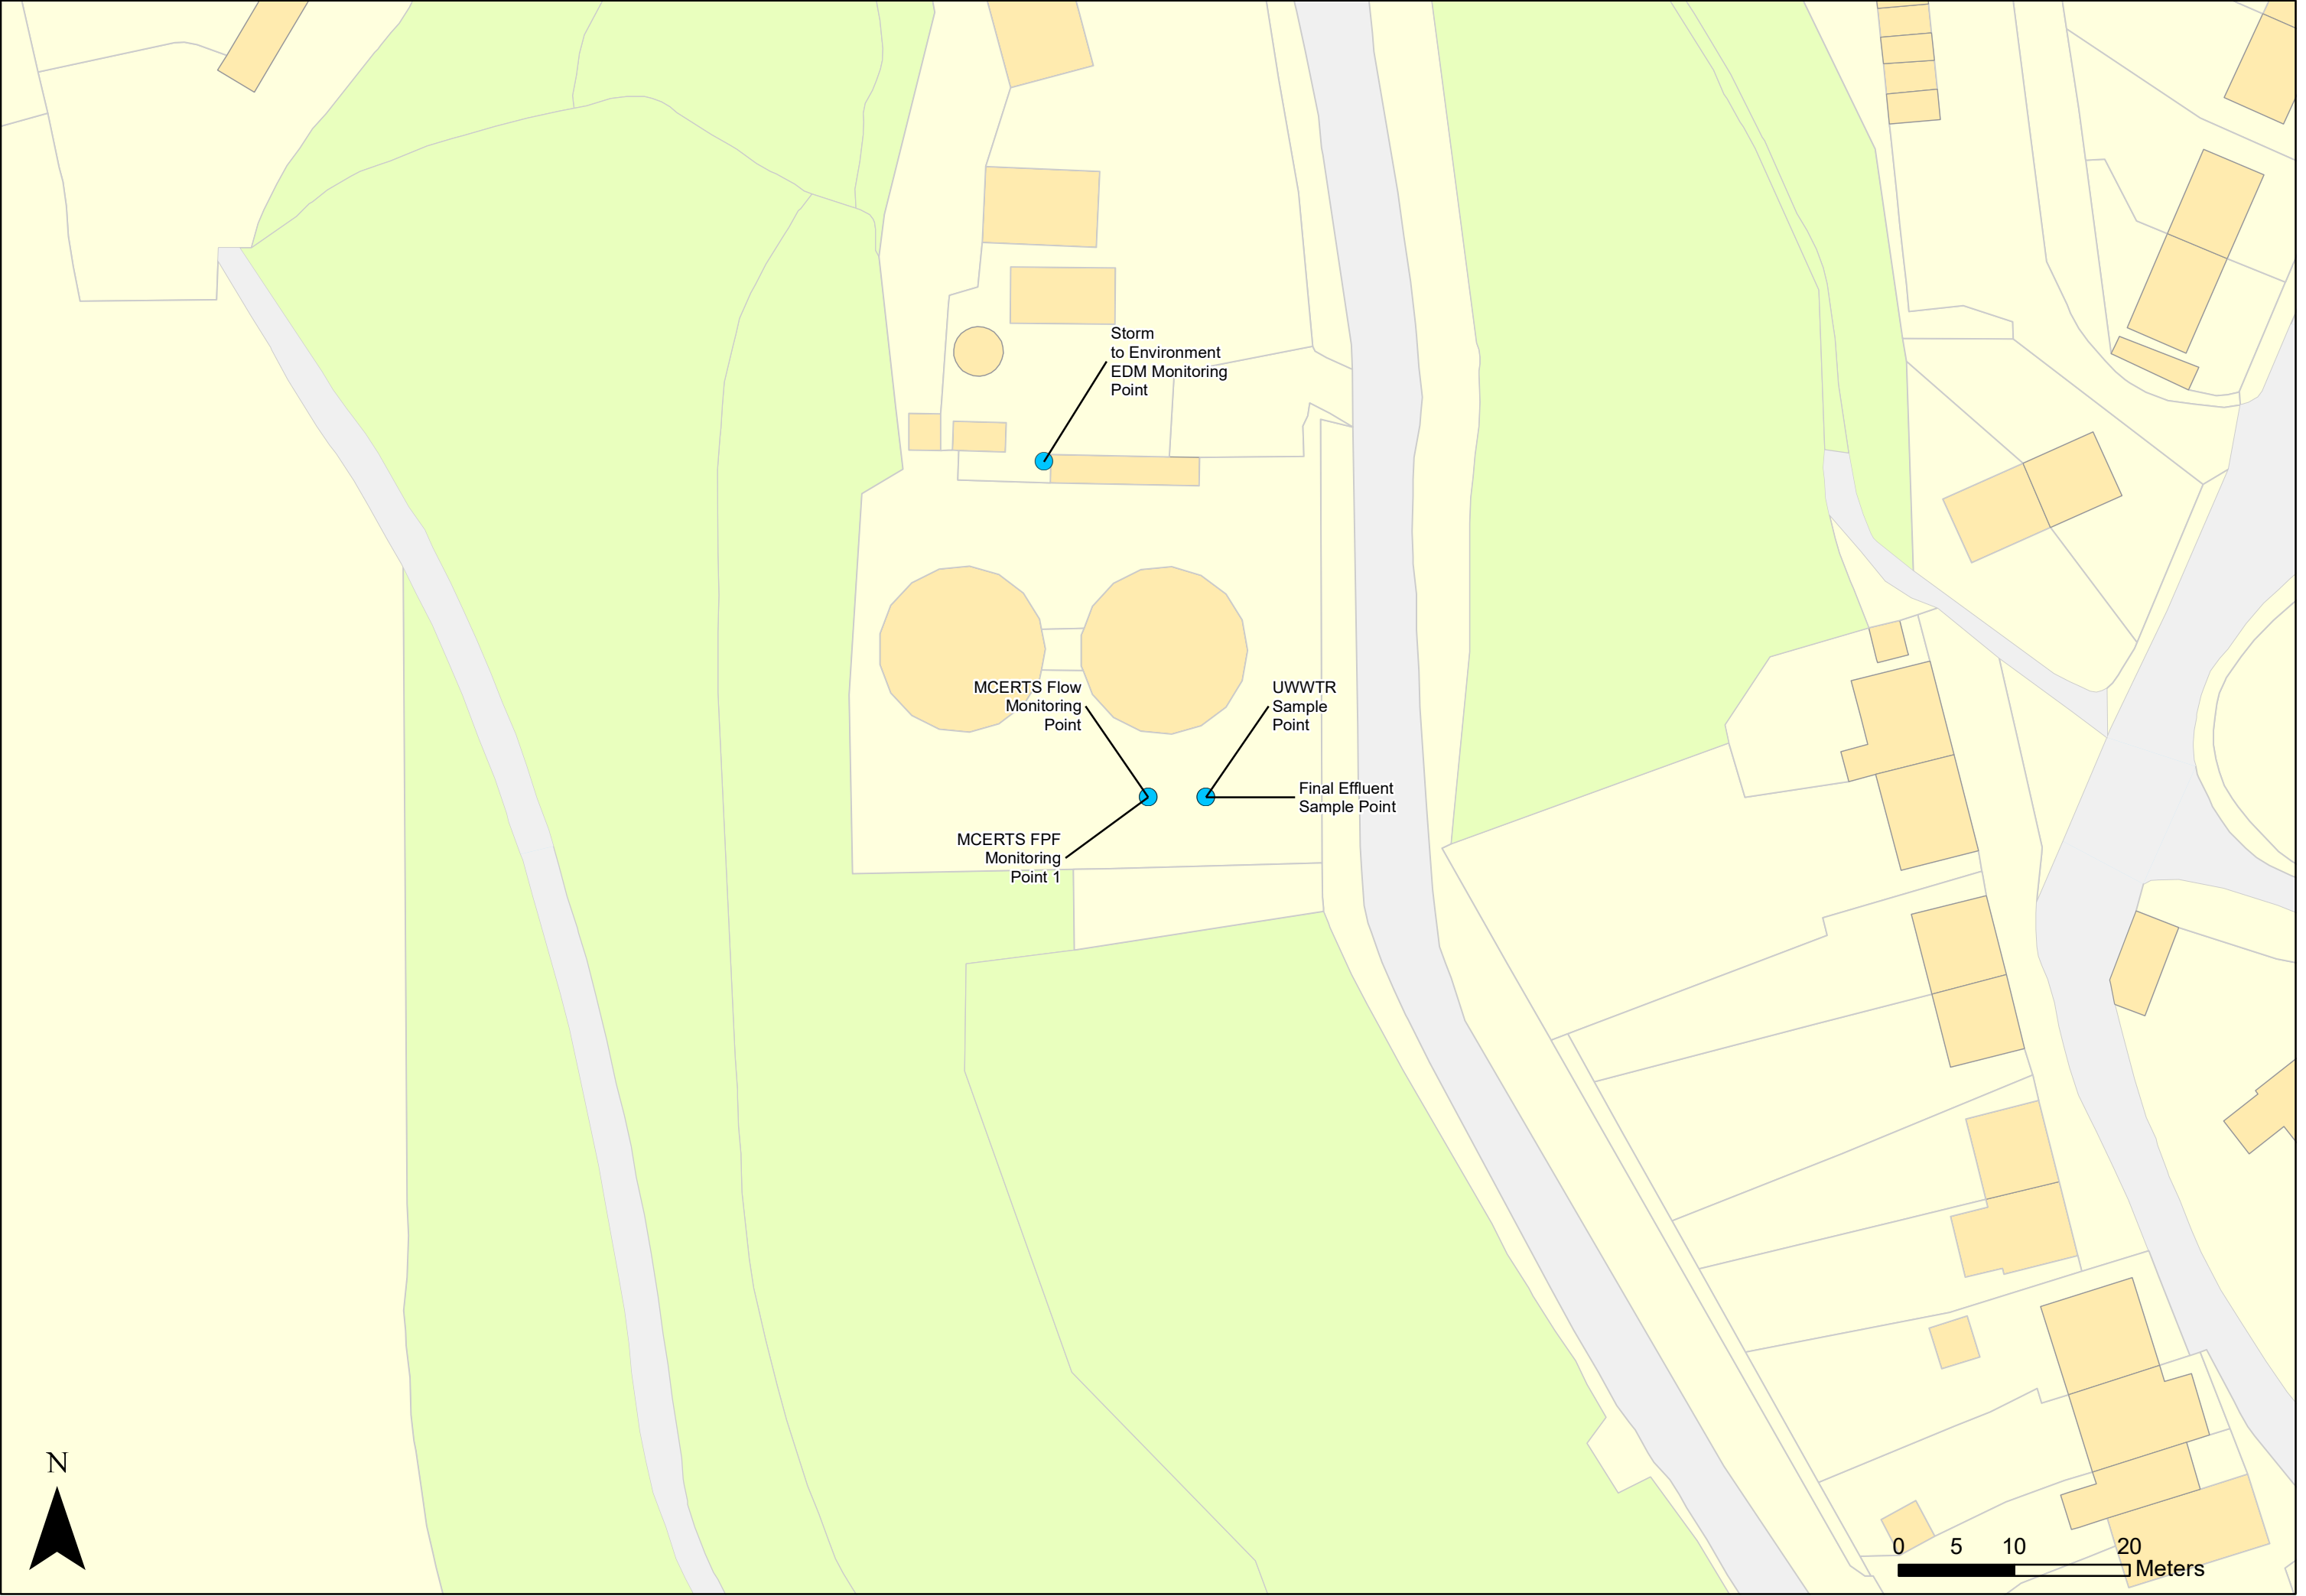 Storm
to Environment
EDM Monitoring
Point
MCERTS Flow
Monitoring
Point
UWWTR
Sample
Point
Final Effluent
Sample Point
MCERTS FPF
Monitoring
Point 1
N
0 5 10 20
Meters